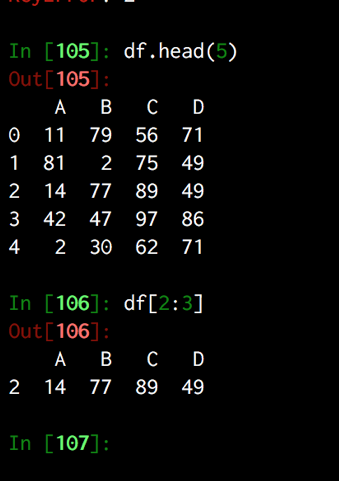 KeyError: 2
In [105]: df.head(5)
Out[105]:
A B C D
0 11 79 56 71
1 81 2 75 49
2 14 77 89 49
3 42 47 97 86
4 2 30 62 71
In [106]: df[2:3]
Out[106]:
A B C D
2 14 77 89 49
In [107]: